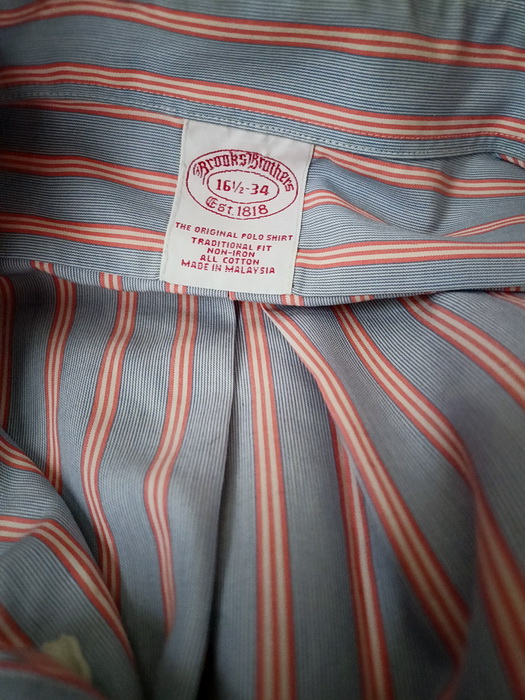 Brooks Brothers
16½-34
Est. 1818
THE ORIGINAL POLO SHIRT
TRADITIONAL FIT
NON-IRON
ALL COTTON
MADE IN MALAYSIA